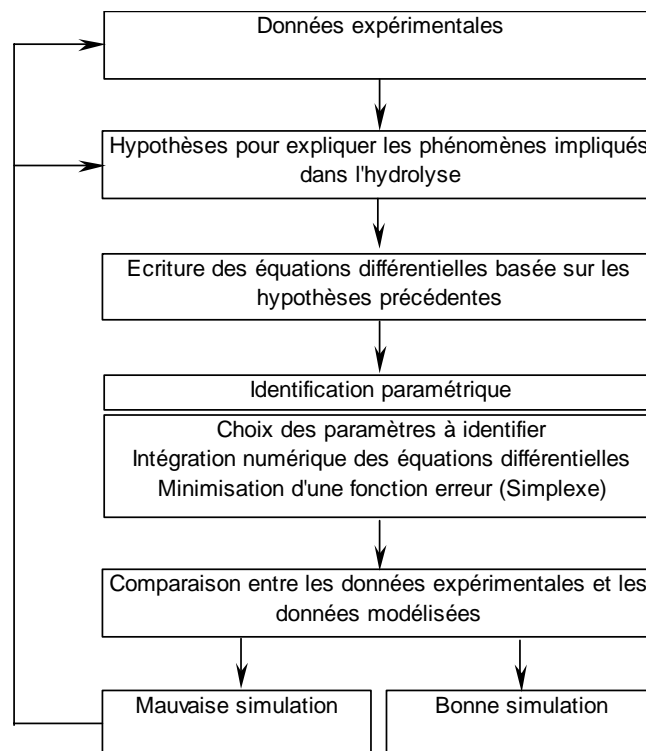 Données expérimentales
Hypothèses pour expliquer les phénomènes impliqués
dans l'hydrolyse
Ecriture des équations différentielles basée sur les
hypothèses précédentes
Identification paramétrique
Choix des paramètres à identifier
Intégration numérique des équations différentielles
Minimisation d'une fonction erreur (Simplexe)
Comparaison entre les données expérimentales et les
données modélisées
Mauvaise simulation
Bonne simulation